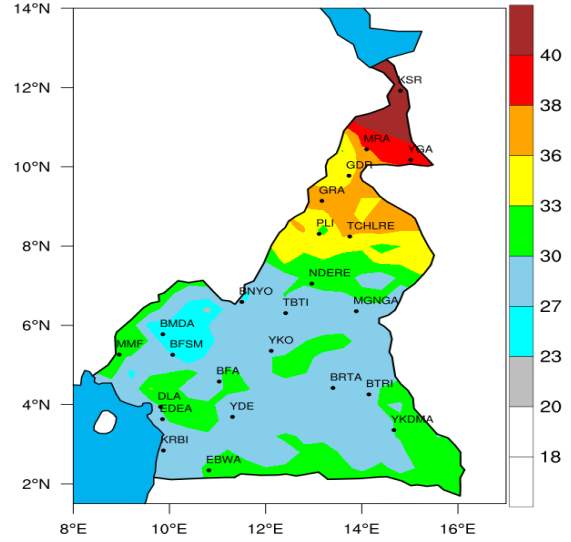 14°N
12°N
10°N
8°N
6°N
4°N
2°N
KSR
MRA
YGA
GDR
GRA
PLI
TCHLRE
NDERE
BNYO
TBTI
MGNGA
BMDA
MMF
BFSM
YKO
BFA
BRTA
BTRI
DLA
EDEA
YDE
YKDMA
KRBI
EBWA
8°E
10°E
12°E
14°E
16°E
40
38
36
33
30
27
23
20
18